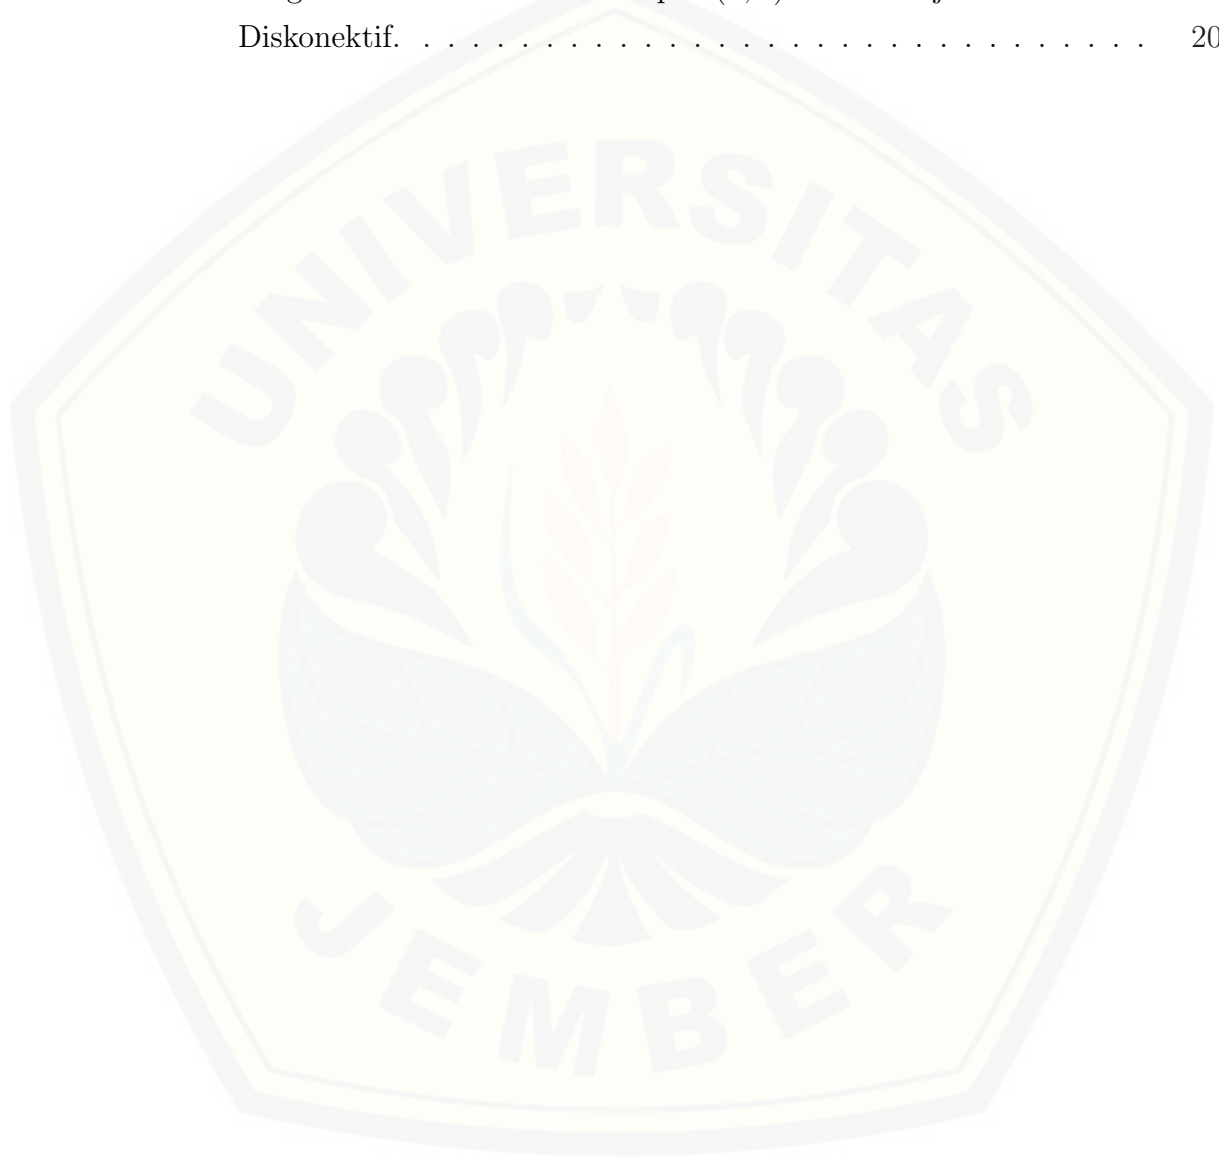 Diskonektif. . . . . . . . . . . . . . . . . . . . . . . . . . . . . . . 20
UNIVERSITAS
JEMBER